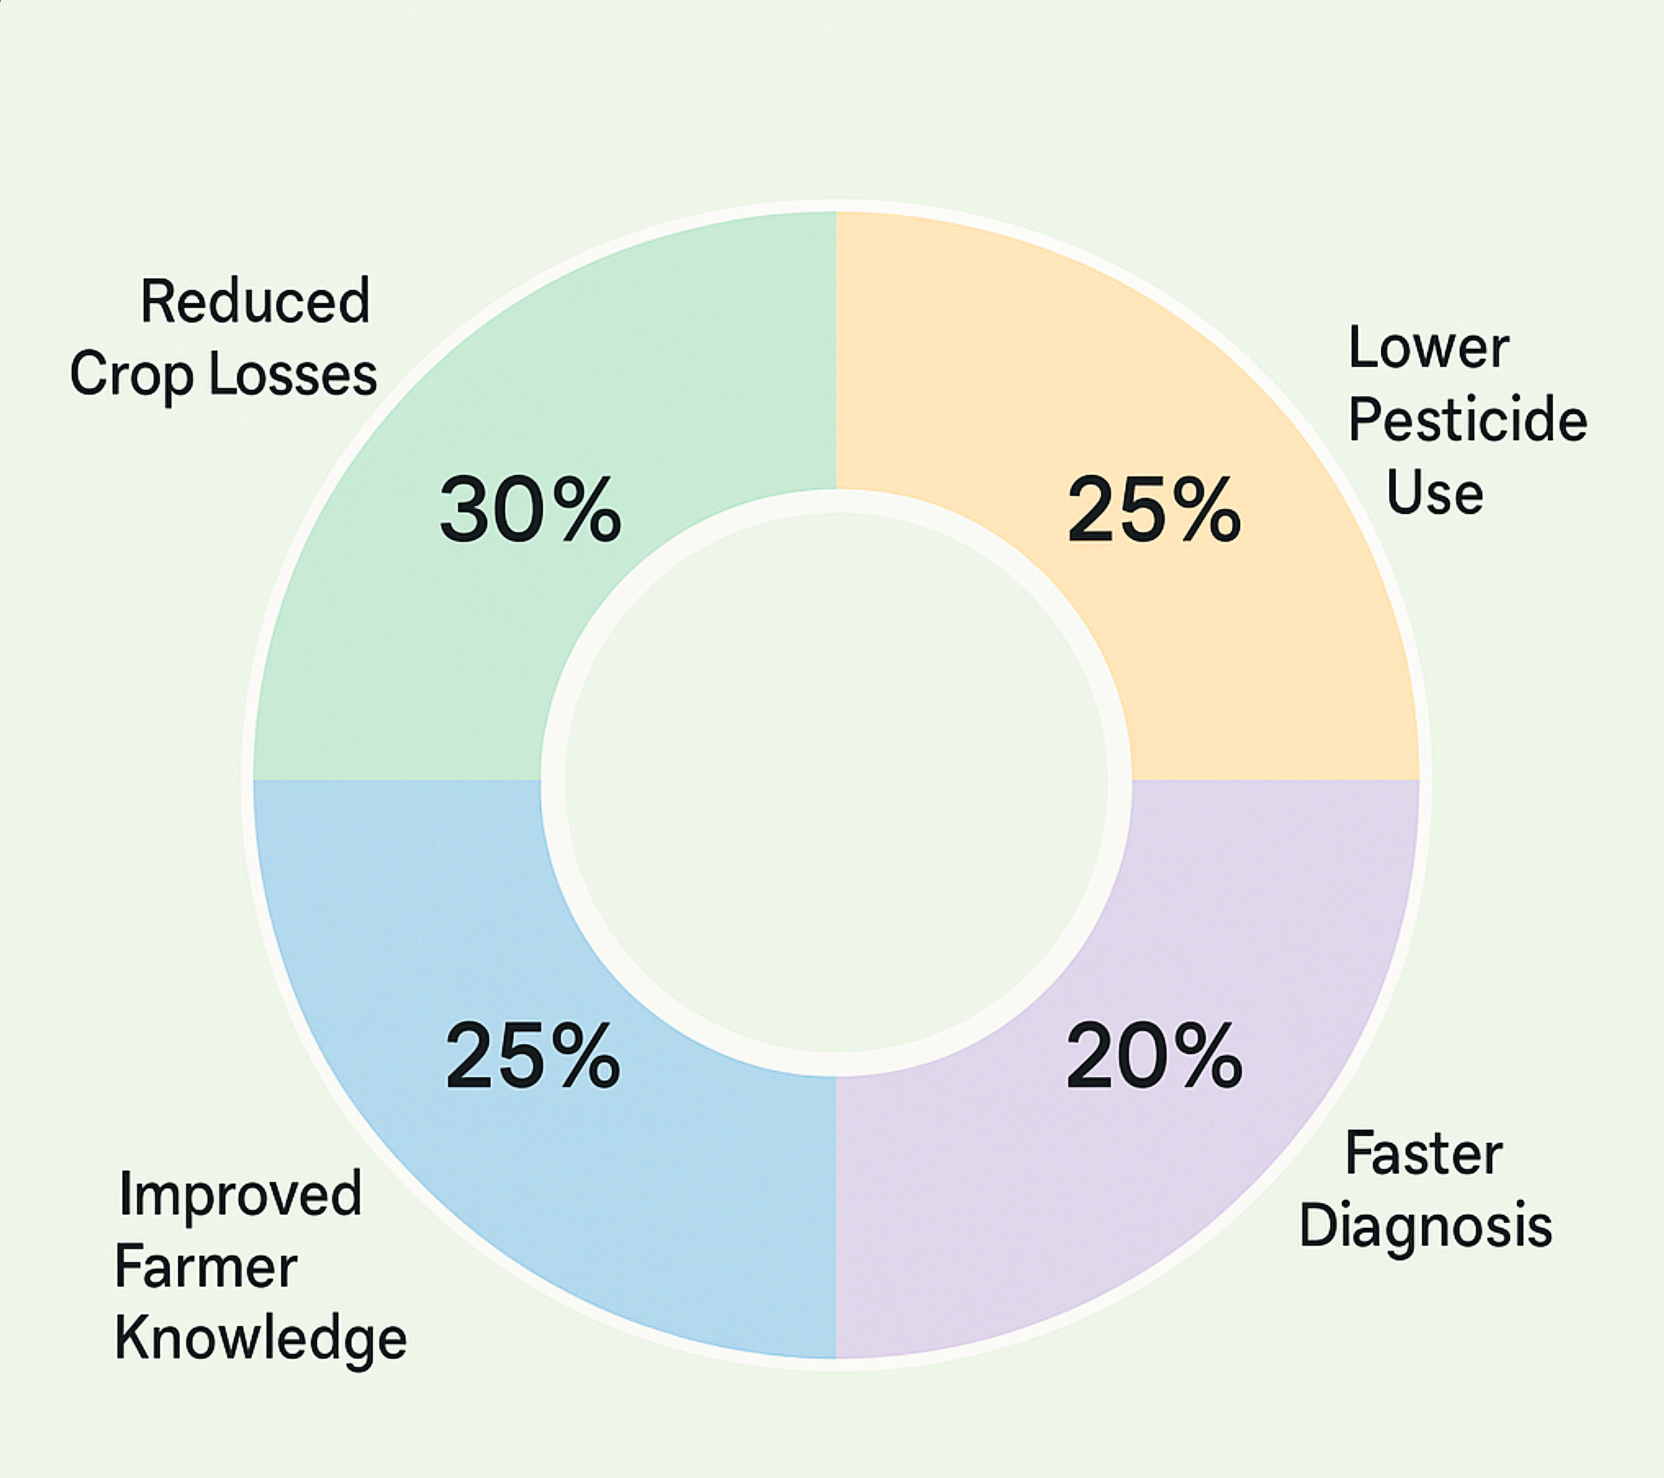 Reduced
Crop Losses
30%
25%
Lower
Pesticide
Use
25%
20%
Improved
Farmer
Knowledge
Faster
Diagnosis